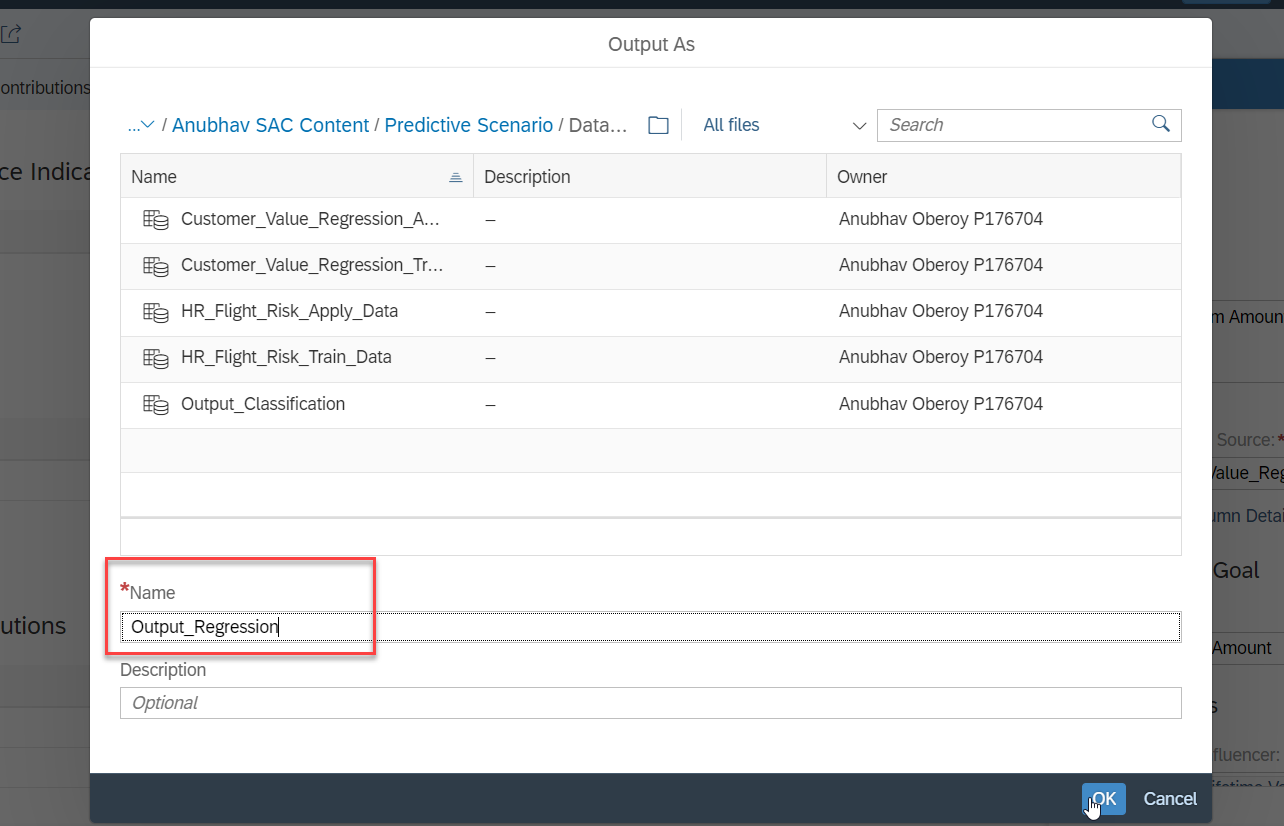 Output As
ontributions
... / Anubhav SAC Content / Predictive Scenario / Data...
All files
Search
ce Indica
Name Description Owner
Customer_Value_Regression_A... – Anubhav Oberoy P176704
Customer_Value_Regression_Tr... – Anubhav Oberoy P176704
HR_Flight_Risk_Apply_Data – Anubhav Oberoy P176704
m Amoun
HR_Flight_Risk_Train_Data – Anubhav Oberoy P176704
Output_Classification – Anubhav Oberoy P176704
Source:*
Value_Reg
umn Detai
Goal
*Name
utions
Output_Regression
Amount
Description
Optional
s
fluencer:
OK Cancel